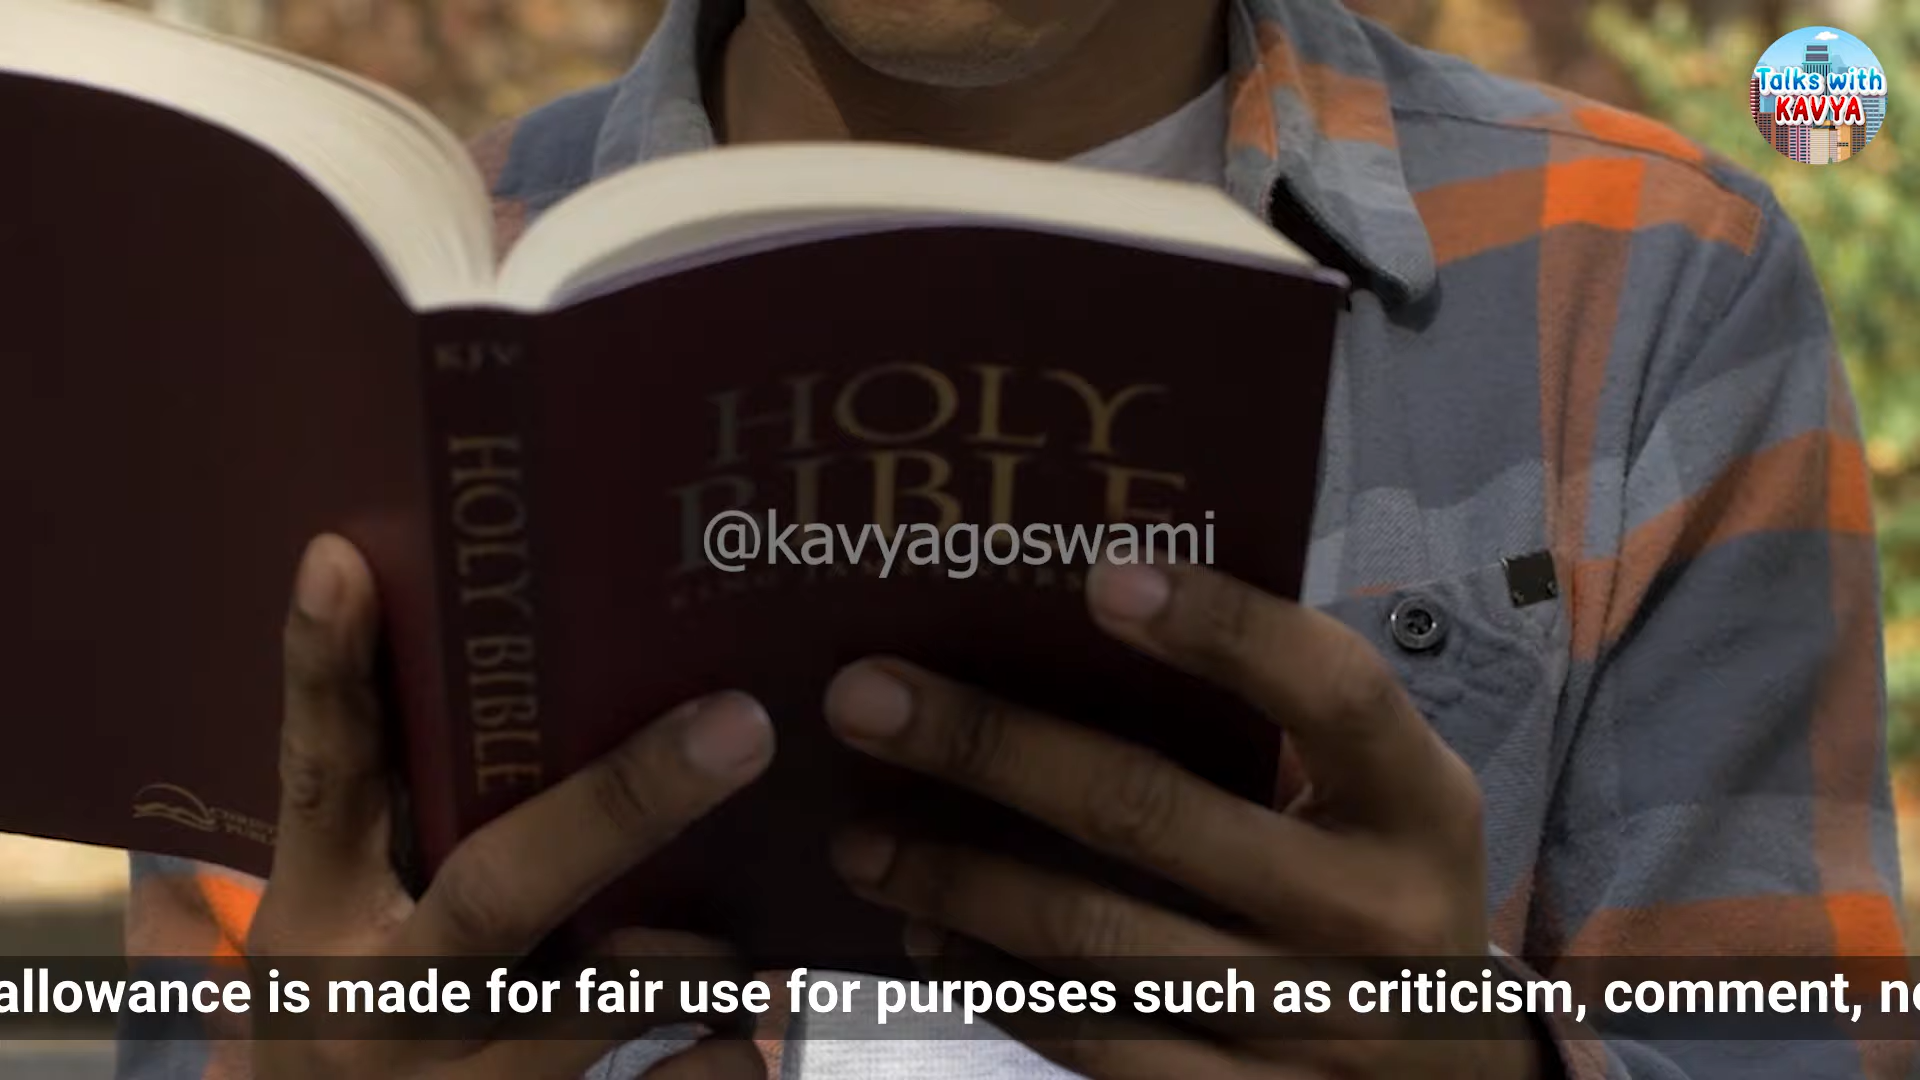 Talks with
KAVYA
KJV
HOLY BIBLE
HOLY
BIBLE
@kavyagoswami
allowance is made for fair use for purposes such as criticism, comment,